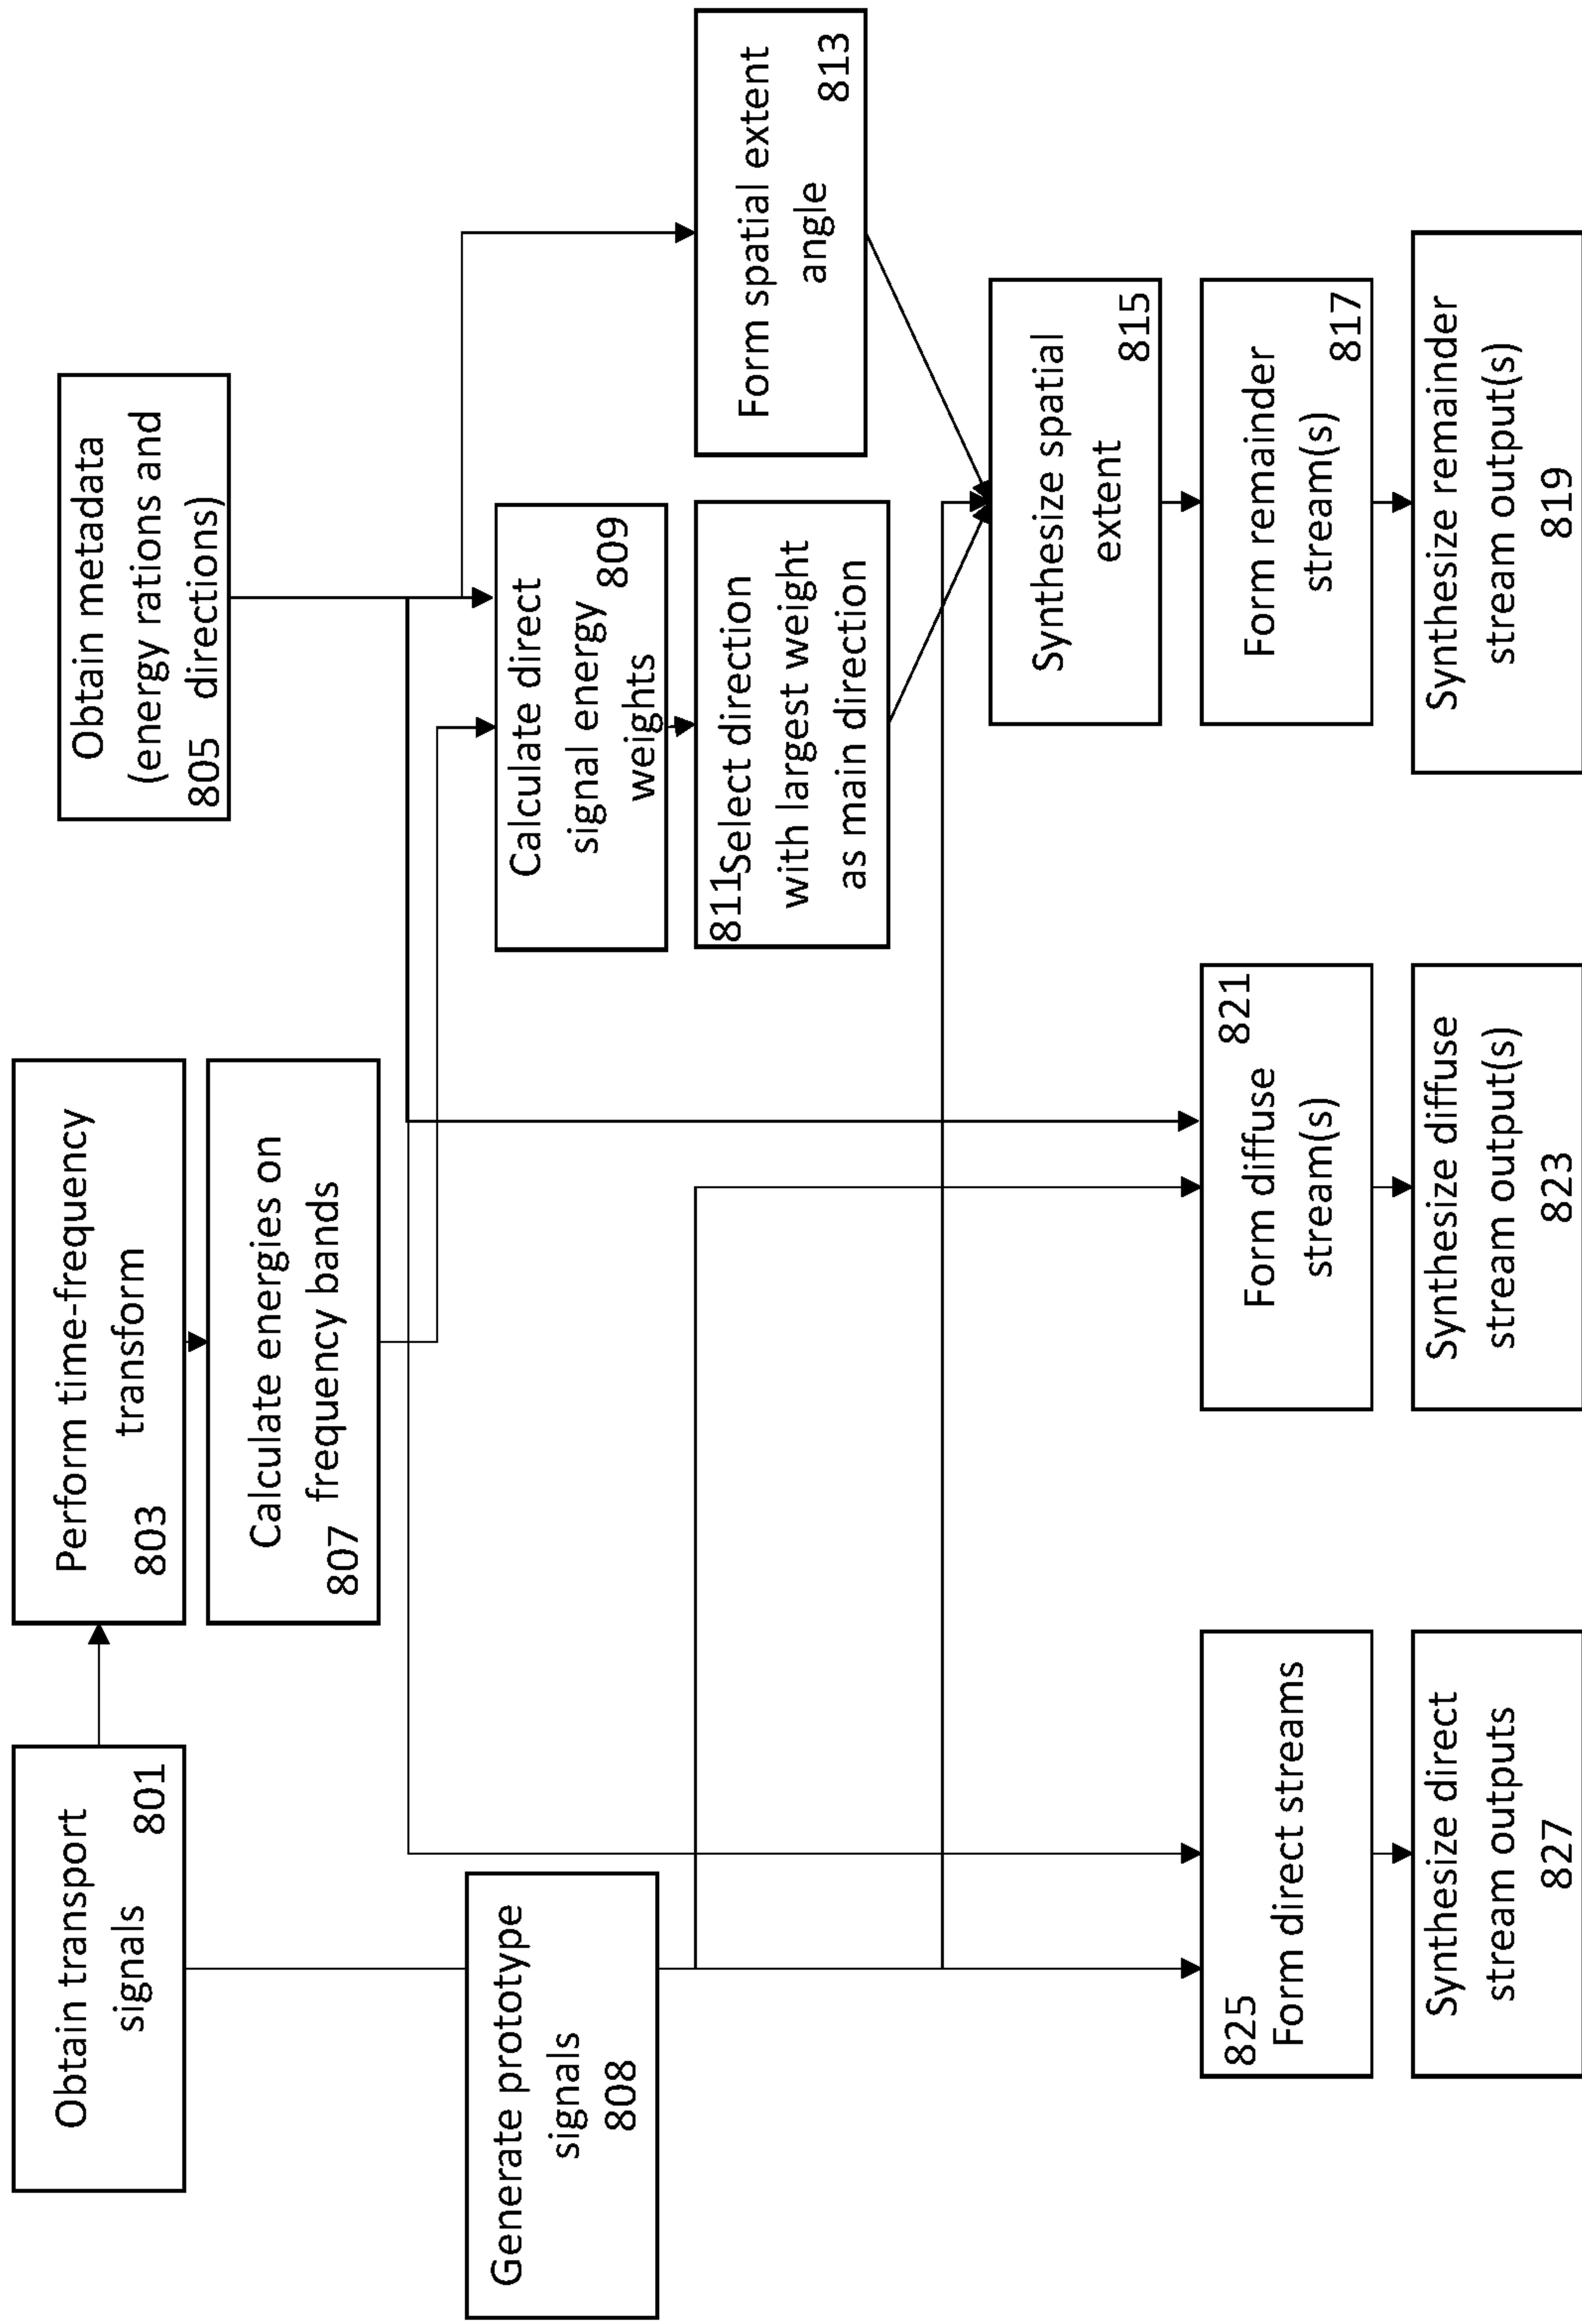 Obtain transport
signals 801
Perform time-frequency
803 transform
Obtain metadata
(energy rations and
805 directions)
Calculate energies on
807 frequency bands
Generate prototype
signals
808
Calculate direct
signal energy 809
weights
811 Select direction
with largest weight
as main direction
Form spatial extent
angle 813
Synthesize spatial
extent 815
825
Form direct streams
Form diffuse 821
stream(s)
Form remainder
stream(s) 817
Synthesize direct
stream outputs
827
Synthesize diffuse
stream output(s)
823
Synthesize remainder
stream output(s)
819